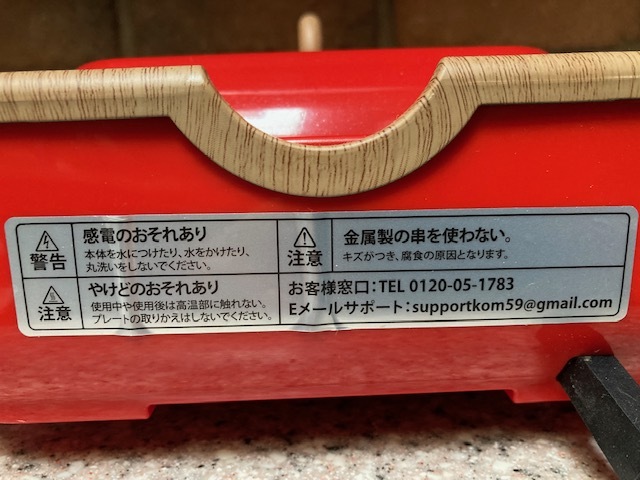 警告
感電のおそれあり
本体を水につけたり、水をかけたり、
丸洗いをしないでください。
注意
金属製の串を使わない。
キズがつき、腐食の原因となります。
注意
やけどのおそれあり
使用中や使用後は高温部に触れない。
プレートの取りかえはしないでください。
お客様窓口：TEL 0120-05-1783
Eメールサポート：supportkom59@gmail.com